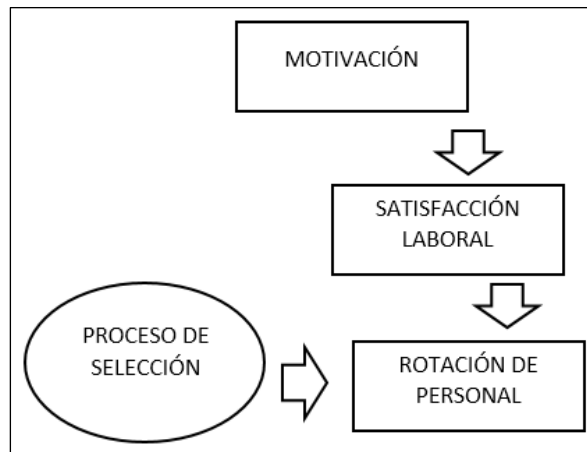 MOTIVACIÓN
SATISFACCIÓN
LABORAL
PROCESO DE
SELECCIÓN
ROTACIÓN DE
PERSONAL